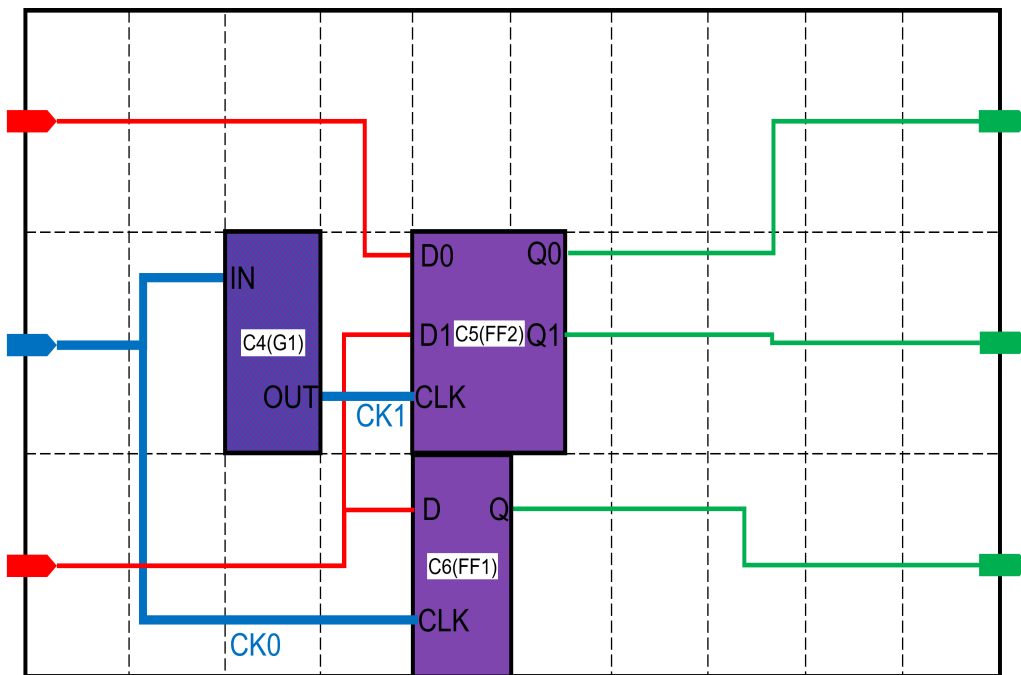 D0
Q0
IN
C4(G1)
D1
C5(FF2)
Q1
OUT
CK1
CLK
D
Q
C6(FF1)
CLK
CK0